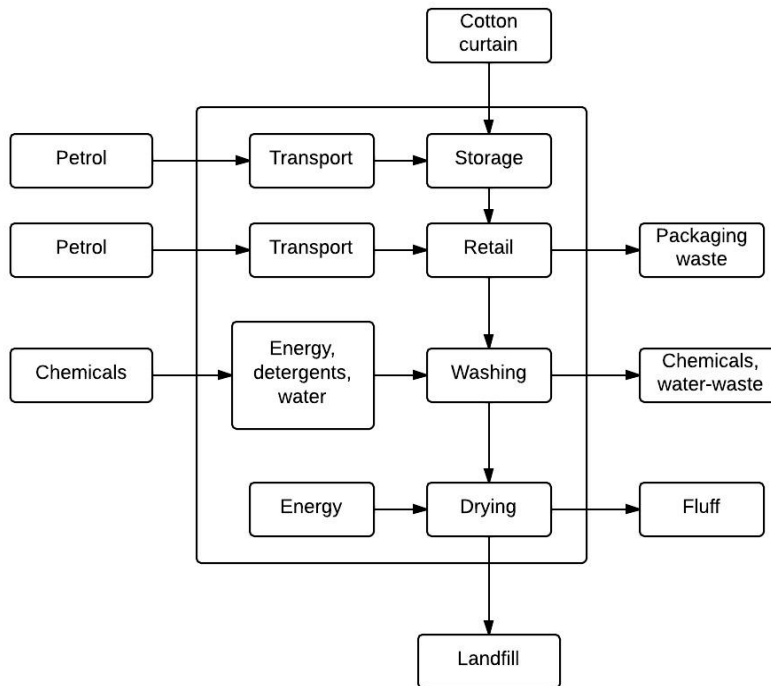 Cotton
curtain
Petrol
Transport
Storage
Petrol
Transport
Retail
Packaging
waste
Chemicals
Energy,
detergents,
water
Washing
Chemicals,
water-waste
Energy
Drying
Fluff
Landfill